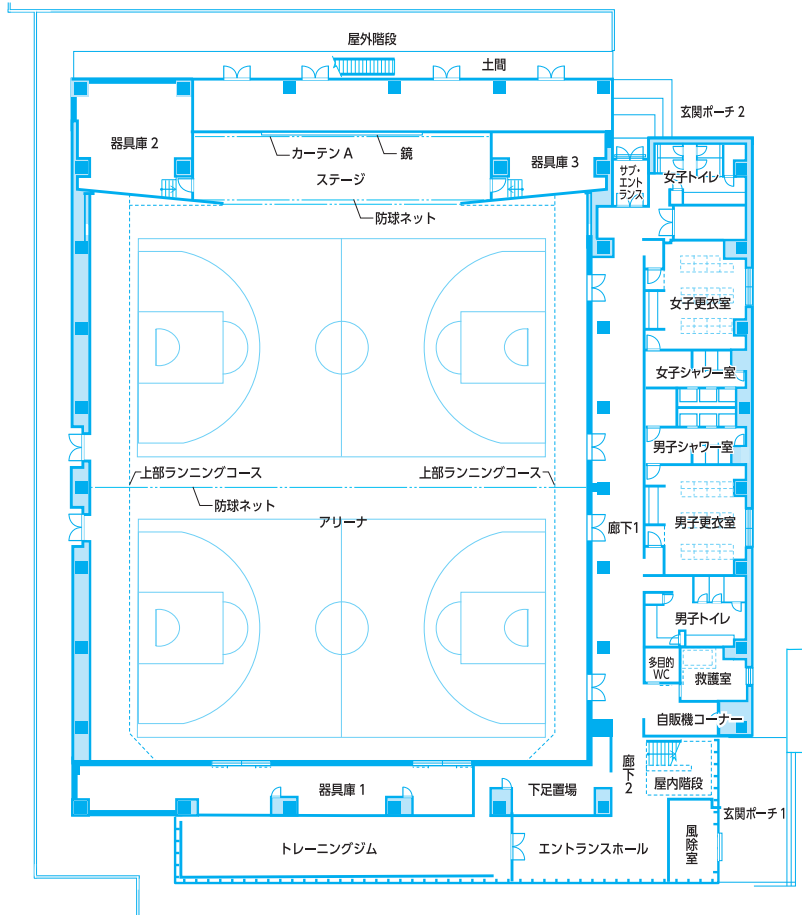 屋外階段
土間
玄関ポーチ2
器具庫2
カーテンA
鏡
器具庫3
サブ・
エント
ランス
女子トイレ
ステージ
防球ネット
女子更衣室
女子シャワー室
男子シャワー室
上部ランニングコース
上部ランニングコース
防球ネット
アリーナ
廊下1
男子更衣室
男子トイレ
多目的
WC
救護室
自販機コーナー
廊下2
屋内階段
器具庫1
下足置場
玄関ポーチ1
トレーニングジム
エントランスホール
風除室